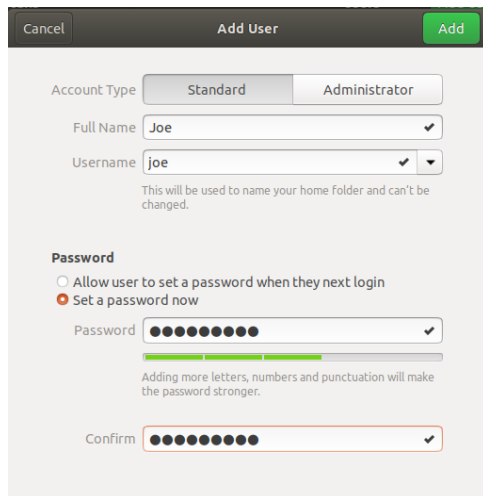 Cancel Add User Add
Account Type Standard Administrator
Full Name Joe
Username joe
This will be used to name your home folder and can't be
changed.
Password
Allow user to set a password when they next login
Set a password now
Password ●●●●●●●●●
Adding more letters, numbers and punctuation will make
the password stronger.
Confirm ●●●●●●●●●